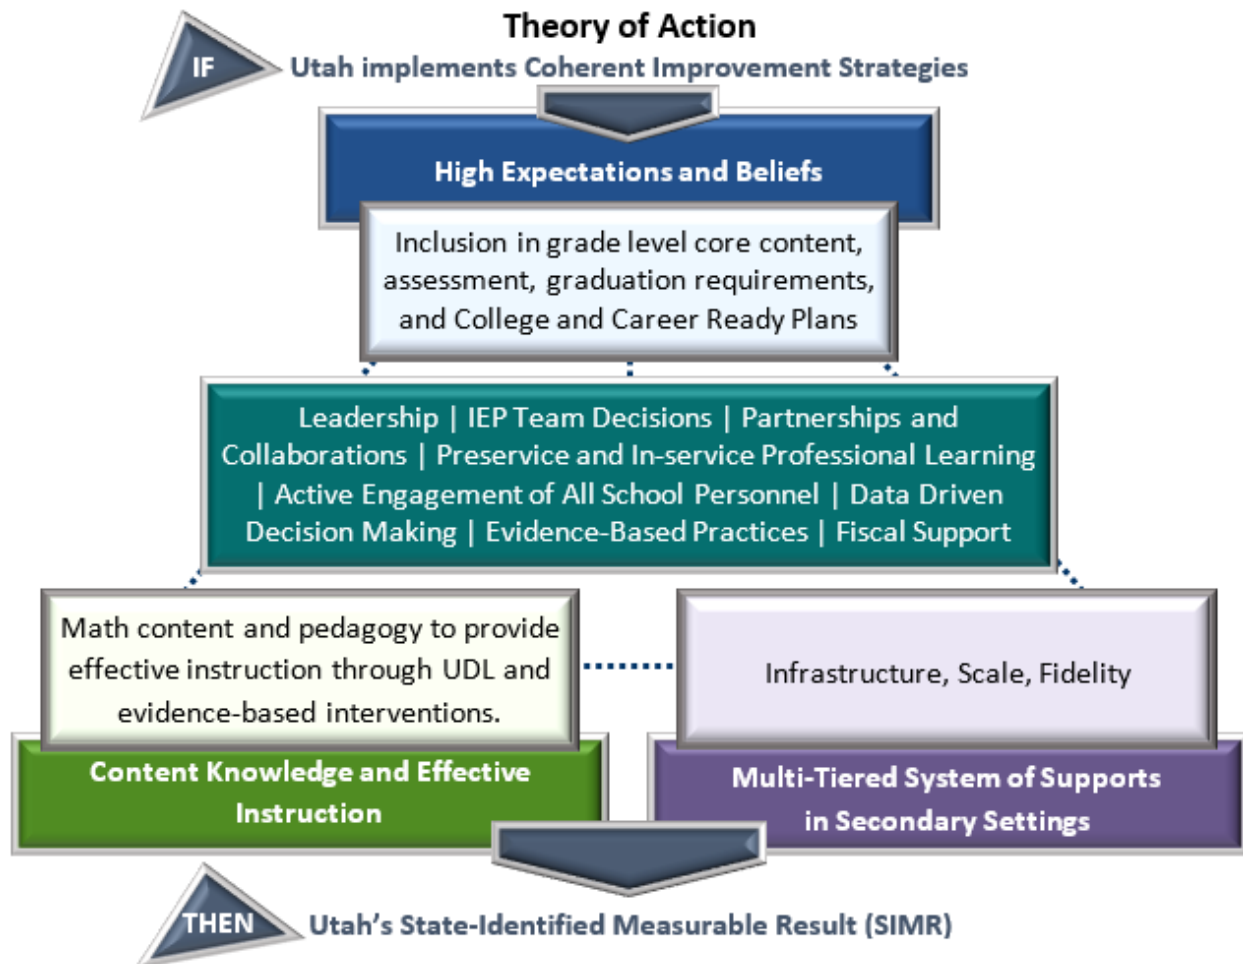 Theory of Action
IF
Utah implements Coherent Improvement Strategies
High Expectations and Beliefs
Inclusion in grade level core content,
assessment, graduation requirements,
and College and Career Ready Plans
Leadership | IEP Team Decisions | Partnerships and
Collaborations | Preservice and In-service Professional Learning
| Active Engagement of All School Personnel | Data Driven
Decision Making | Evidence-Based Practices | Fiscal Support
Math content and pedagogy to provide
effective instruction through UDL and
evidence-based interventions.
Content Knowledge and Effective
Instruction
Infrastructure, Scale, Fidelity
Multi-Tiered System of Supports
in Secondary Settings
THEN
Utah’s State-Identified Measurable Result (SIMR)